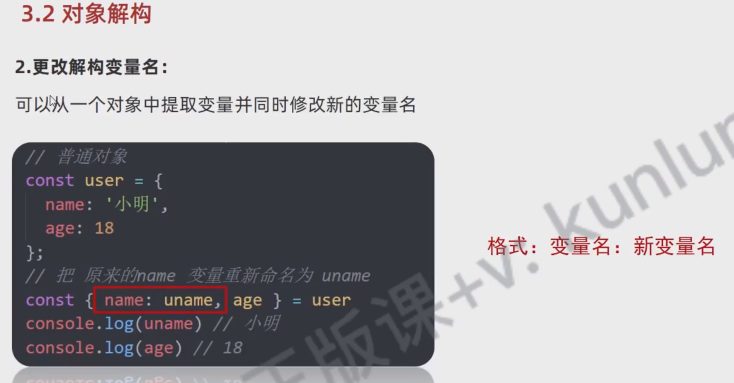 3.2 对象解构
2.更改解构变量名：
可以从一个对象中提取变量并同时修改新的变量名
// 普通对象
const user = {
name: '小明',
age: 18
};
// 把 原来的name 变量重新命名为 uname
const { name: uname, age } = user
console.log(uname) // 小明
console.log(age) // 18
格式：变量名：新变量名
正版课+v: kunlun